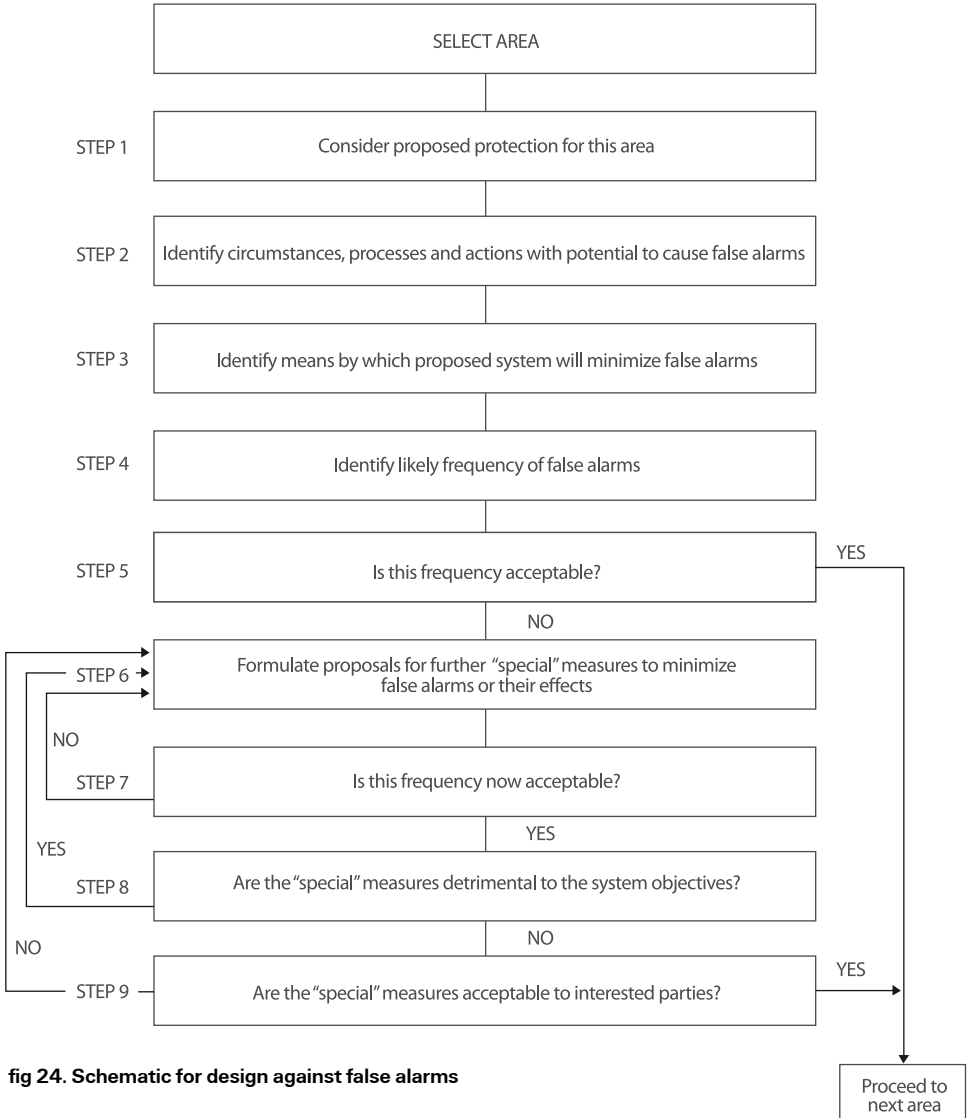 SELECT AREA
STEP 1
Consider proposed protection for this area
STEP 2
Identify circumstances, processes and actions with potential to cause false alarms
STEP 3
Identify means by which proposed system will minimize false alarms
STEP 4
Identify likely frequency of false alarms
STEP 5
Is this frequency acceptable?
YES
NO
STEP 6
Formulate proposals for further “special” measures to minimize
false alarms or their effects
NO
STEP 7
Is this frequency now acceptable?
YES
YES
STEP 8
Are the “special” measures detrimental to the system objectives?
NO
NO
STEP 9
Are the “special” measures acceptable to interested parties?
YES
fig 24. Schematic for design against false alarms
Proceed to
next area